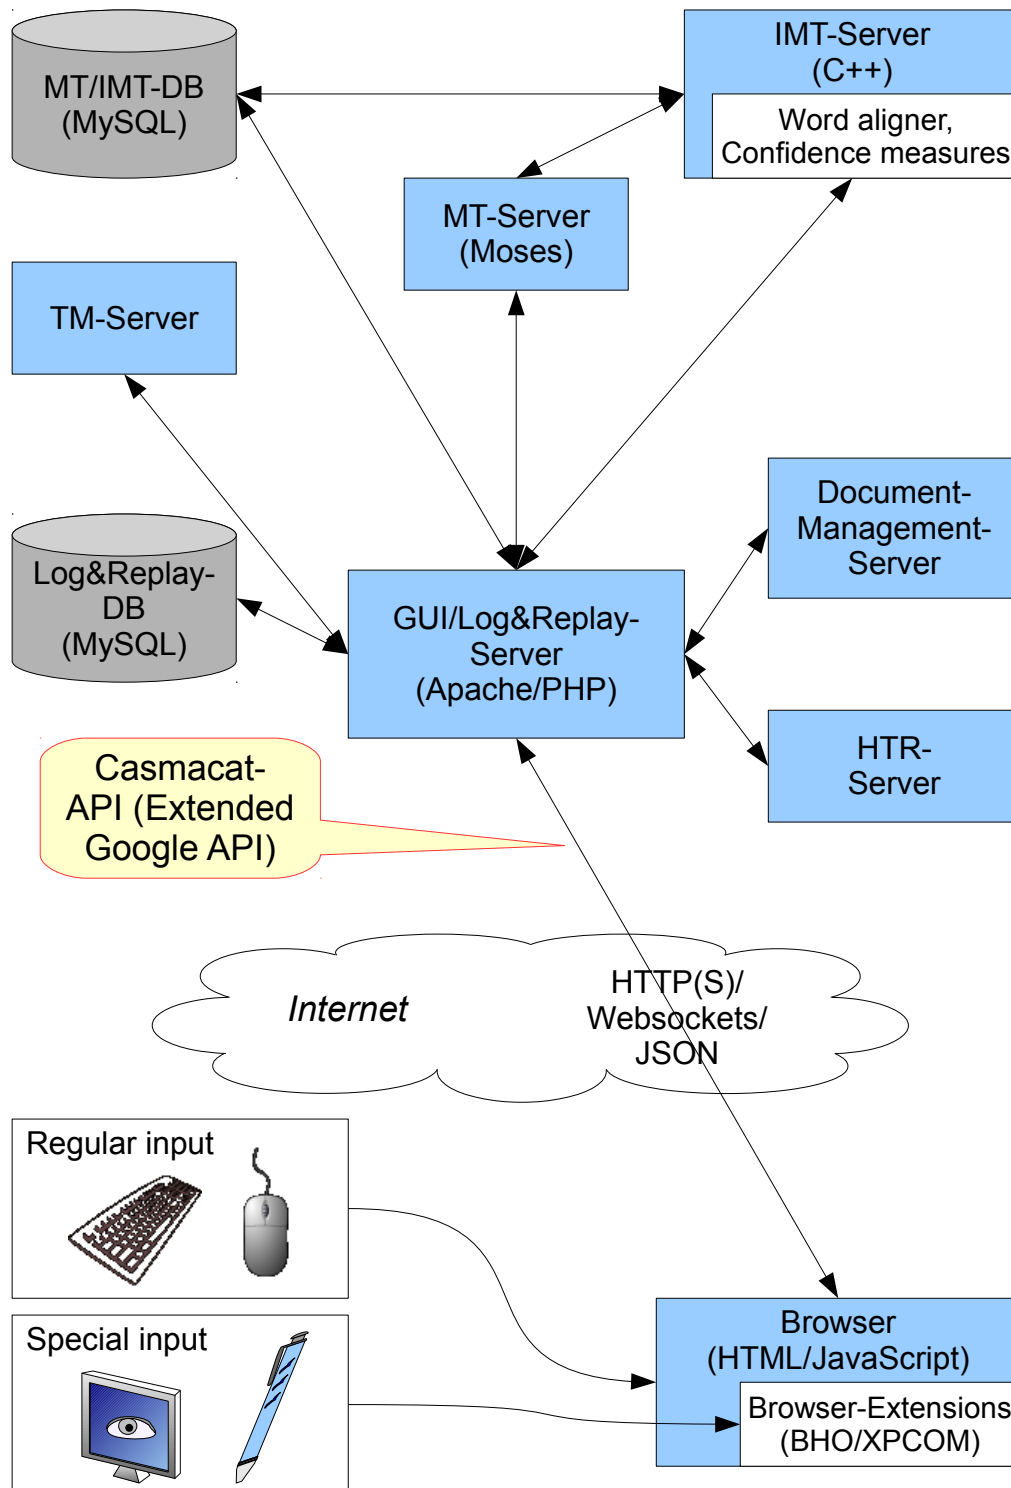 MT/IMT-DB
(MySQL)
IMT-Server
(C++)
Word aligner,
Confidence measures
MT-Server
(Moses)
TM-Server
Log&Replay-
DB
(MySQL)
GUI/Log&Replay-
Server
(Apache/PHP)
Document-
Management-
Server
HTR-
Server
Casmacat-
API (Extended
Google API)
Internet
HTTP(S)/
Websockets/
JSON
Regular input
Special input
Browser
(HTML/JavaScript)
Browser-Extensions
(BHO/XPCOM)